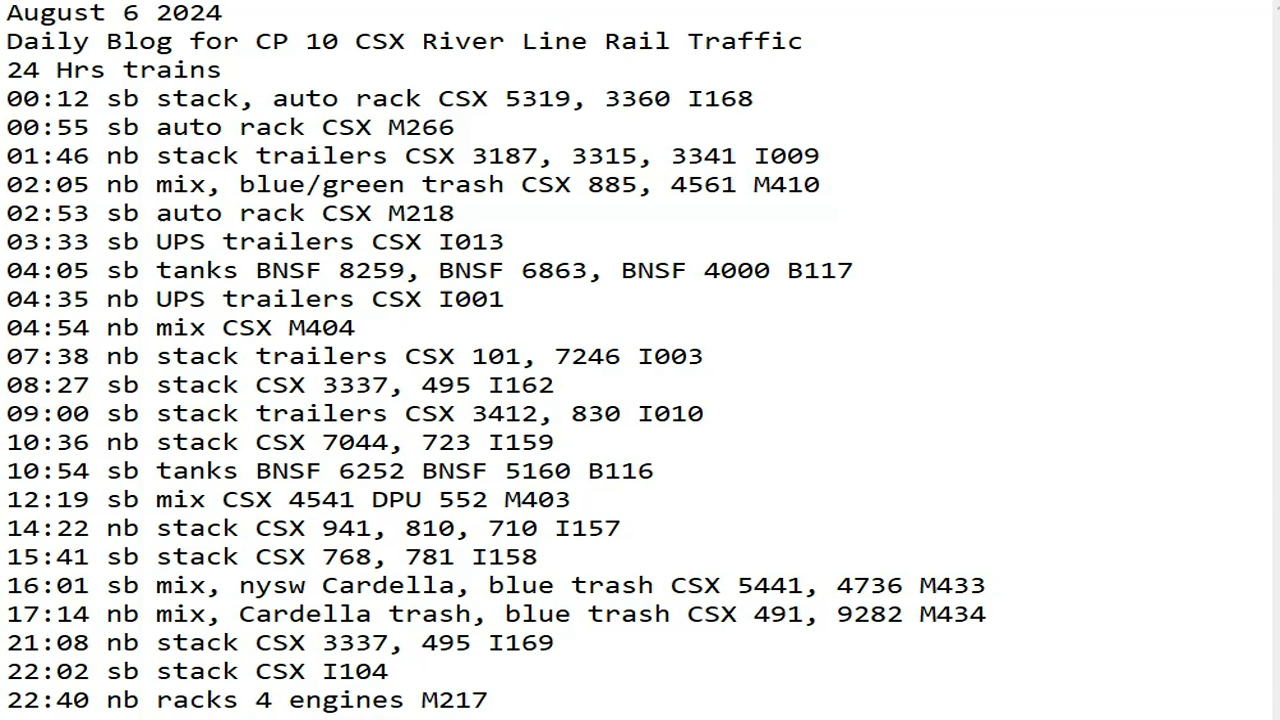 August 6 2024
Daily Blog for CP 10 CSX River Line Rail Traffic
24 Hrs trains
00:12 sb stack, auto rack CSX 5319, 3360 I168
00:55 sb auto rack CSX M266
01:46 nb stack trailers CSX 3187, 3315, 3341 I009
02:05 nb mix, blue/green trash CSX 885, 4561 M410
02:53 sb auto rack CSX M218
03:33 sb UPS trailers CSX I013
04:05 sb tanks BNSF 8259, BNSF 6863, BNSF 4000 B117
04:35 nb UPS trailers CSX I001
04:54 nb mix CSX M404
07:38 nb stack trailers CSX 101, 7246 I003
08:27 sb stack CSX 3337, 495 I162
09:00 sb stack trailers CSX 3412, 830 I010
10:36 nb stack CSX 7044, 723 I159
10:54 sb tanks BNSF 6252 BNSF 5160 B116
12:19 sb mix CSX 4541 DPU 552 M403
14:22 nb stack CSX 941, 810, 710 I157
15:41 sb stack CSX 768, 781 I158
16:01 sb mix, nysw Cardella, blue trash CSX 5441, 4736 M433
17:14 nb mix, Cardella trash, blue trash CSX 491, 9282 M434
21:08 nb stack CSX 3337, 495 I169
22:02 sb stack CSX I104
22:40 nb racks 4 engines M217